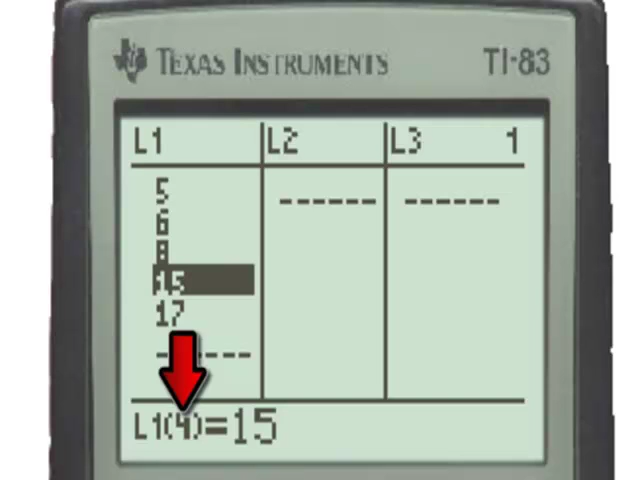 TEXAS INSTRUMENTS TI-83
L1 L2 L3 1
5 ------ ------
6
8
15
17
------
L1(4)=15